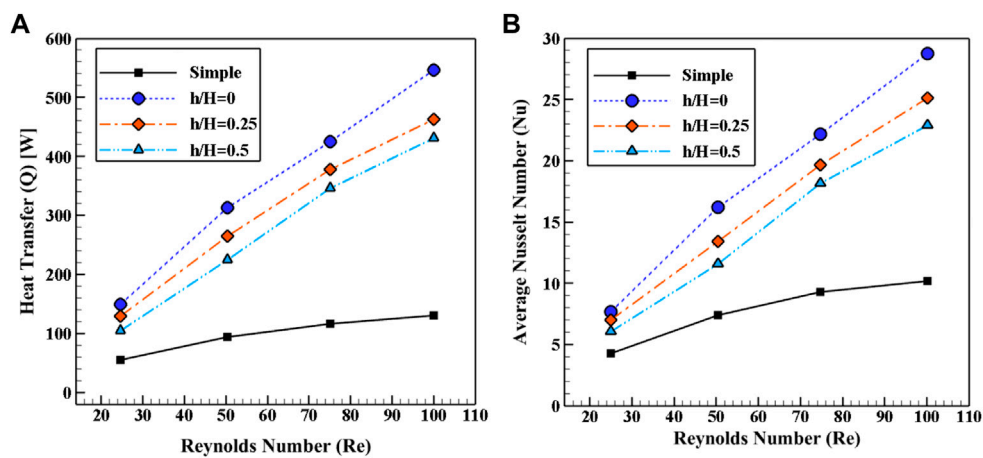 A
Heat Transfer (Q) [W]
600
500
400
300
200
100
0
Simple
h/H=0
h/H=0.25
h/H=0.5
20 30 40 50 60 70 80 90 100 110
Reynolds Number (Re)
B
Average Nusselt Number (Nu)
30
25
20
15
10
5
0
Simple
h/H=0
h/H=0.25
h/H=0.5
20 30 40 50 60 70 80 90 100 110
Reynolds Number (Re)